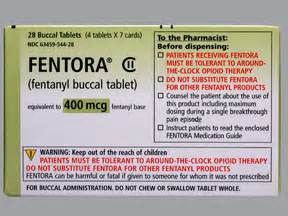 28 Buccal Tablets (4 tablets X 7 cards)
NDC 63459-544-28
FENTORA® CII
(fentanyl buccal tablet)
equivalent to 400 mcg fentanyl base
To the Pharmacist:
Before dispensing:
PATIENTS RECEIVING FENTORA
MUST BE TOLERANT TO AROUND-
THE-CLOCK OPIOID THERAPY
DO NOT SUBSTITUTE FENTORA
FOR OTHER FENTANYL PRODUCTS
Counsel the patient about the use of
this product including maximum
dosing during a single breakthrough
pain episode
Instruct patients to read the enclosed
FENTORA Medication Guide
WARNING: Keep out of the reach of children.
PATIENTS MUST BE TOLERANT TO AROUND-THE-CLOCK OPIOID THERAPY
DO NOT SUBSTITUTE FENTORA FOR OTHER FENTANYL PRODUCTS
FENTORA can be harmful or fatal if given to someone for whom it was not prescribed
FOR BUCCAL ADMINISTRATION. DO NOT CHEW OR SWALLOW TABLET WHOLE.